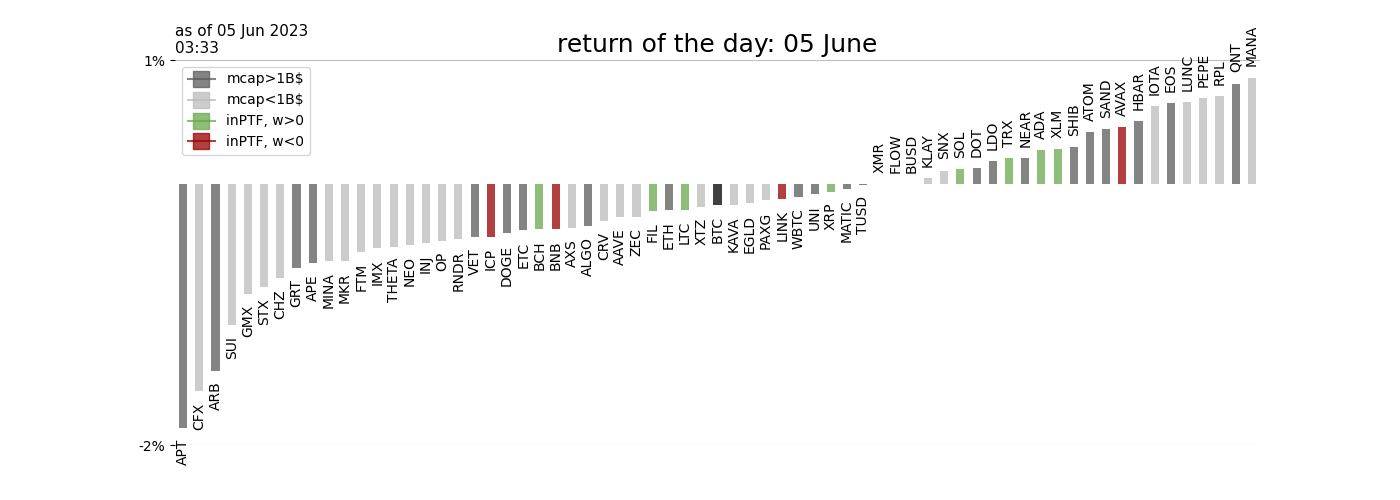 as of 05 Jun 2023
03:33
return of the day: 05 June
1%
mcap>1B$
mcap<1B$
inPTF, w>0
inPTF, w<0
-2%
APT
CFX
ARB
SUI
GMX
STX
CHZ
GRT
APE
MINA
MKR
FTM
IMX
THETA
NEO
INJ
OP
RNDR
VET
ICP
DOGE
ETC
BCH
BNB
AXS
ALGO
CRV
AAVE
ZEC
FIL
ETH
LTC
XTZ
BTC
KAVA
EGLD
PAXG
LINK
WBTC
UNI
XRP
MATIC
TUSD
XMR
FLOW
BUSD
KLAY
SNX
SOL
DOT
LDO
TRX
NEAR
ADA
XLM
SHIB
ATOM
SAND
AVAX
HBAR
IOTA
EOS
LUNC
PEPE
RPL
QNT
MANA